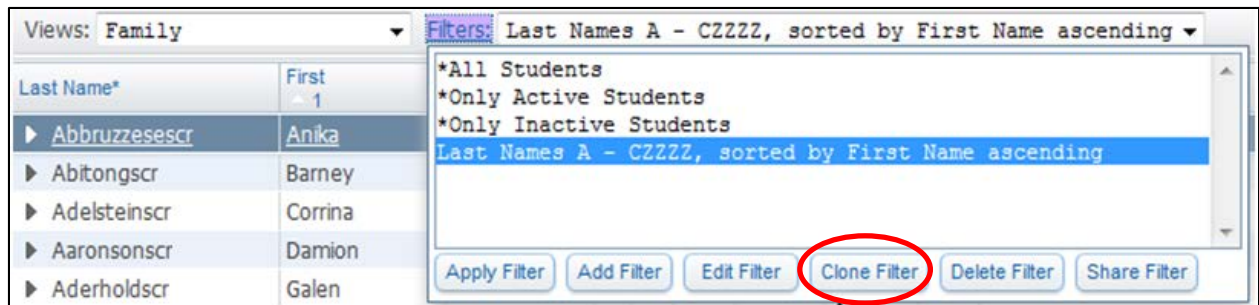 Views: Family Filters: Last Names A - CZZZZ, sorted by First Name ascending
Last Name* First 1
Abbruzzesescr Anika
Abitongscr Barney
Adelsteinscr Corrina
Aaronsonscr Damion
Aderholdscr Galen
*All Students
*Only Active Students
*Only Inactive Students
Last Names A - CZZZZ, sorted by First Name ascending
Apply Filter Add Filter Edit Filter Clone Filter Delete Filter Share Filter